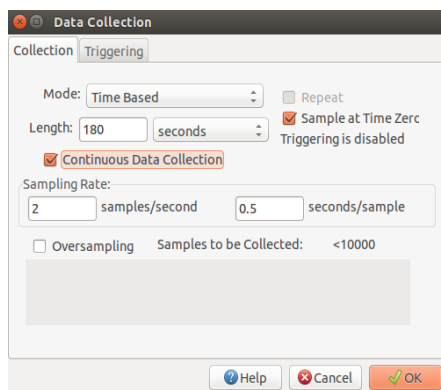 Data Collection
Collection Triggering
Mode: Time Based Repeat
Sample at Time Zero
Length: 180 seconds Triggering is disabled
Continuous Data Collection
Sampling Rate:
2 samples/second 0.5 seconds/sample
Oversampling Samples to be Collected: <10000
Help Cancel OK